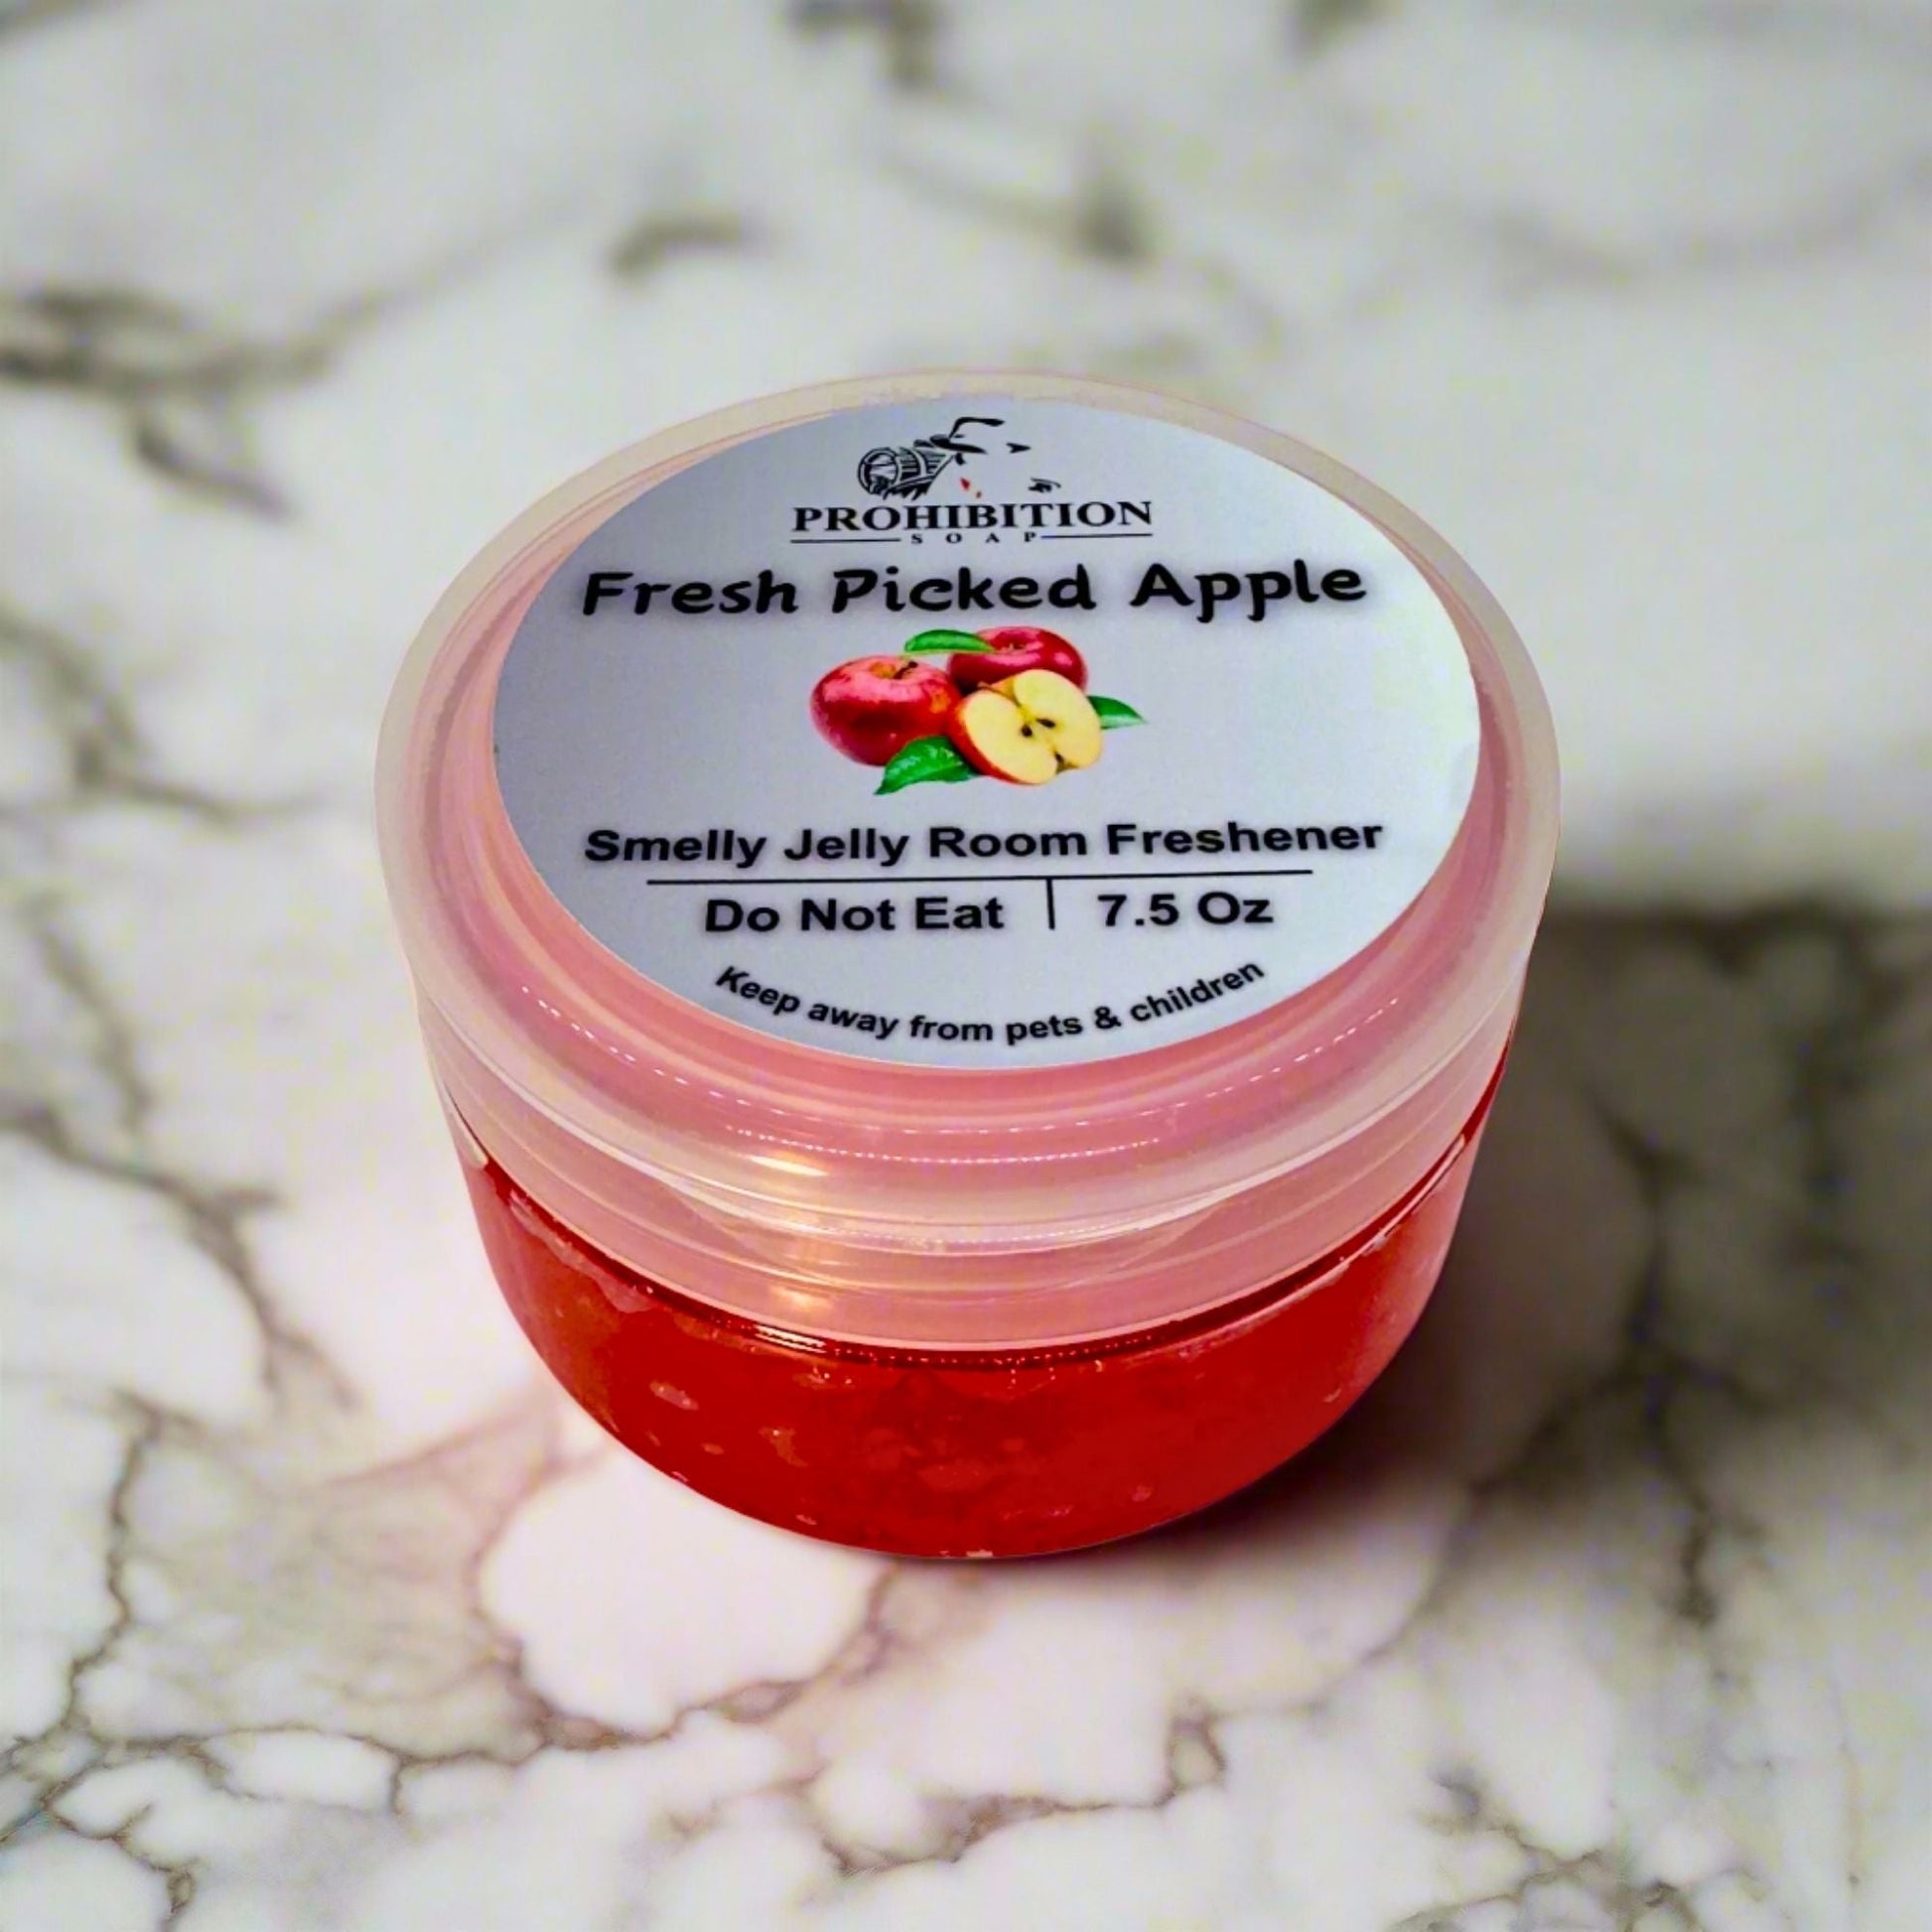 PROHIBITION
SOAP
Fresh Picked Apple
Smelly Jelly Room Freshener
Do Not Eat | 7.5 Oz
Keep away from pets & children